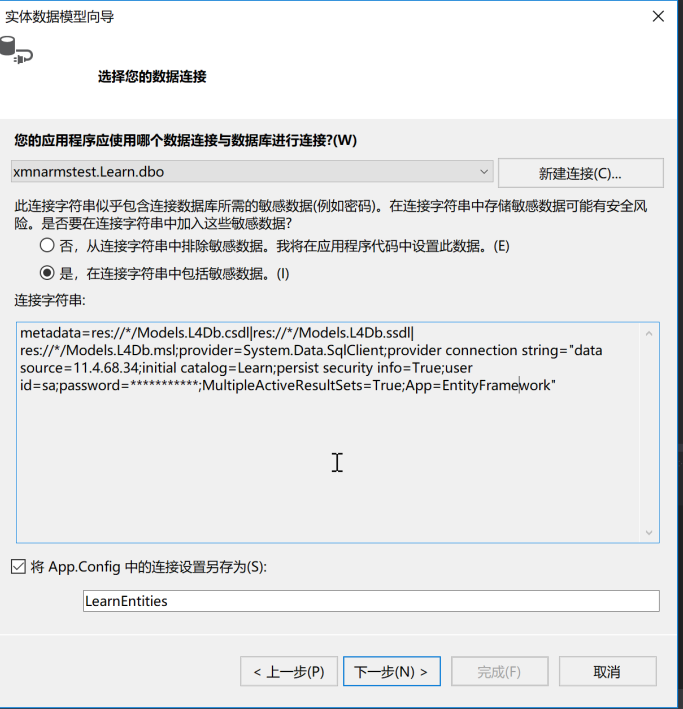 实体数据模型向导
选择您的数据连接
您的应用程序应使用哪个数据连接与数据库进行连接?(W)
xmnarmstest.Learn.dbo
新建连接(C)...
此连接字符串似乎包含连接数据库所需的敏感数据(例如密码)。在连接字符串中存储敏感数据可能有安全风
险。是否要在连接字符串中加入这些敏感数据?
否，从连接字符串中排除敏感数据。我将在应用程序代码中设置此数据。(E)
是，在连接字符串中包括敏感数据。(I)
连接字符串:
metadata=res://*/Models.L4Db.csdl|res://*/Models.L4Db.ssdl|
res://*/Models.L4Db.msl;provider=System.Data.SqlClient;provider connection string="data
source=11.4.68.34;initial catalog=Learn;persist security info=True;user
id=sa;password=***********;MultipleActiveResultSets=True;App=EntityFramework"
将 App.Config 中的连接设置另存为(S):
LearnEntities
< 上一步(P)
下一步(N) >
完成(F)
取消